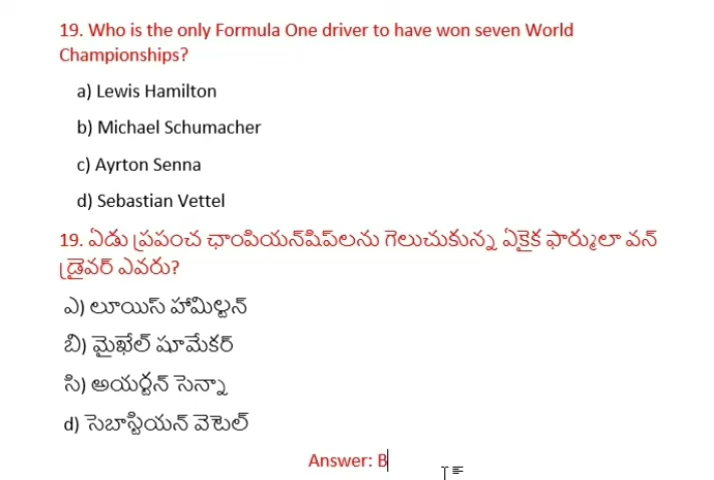 19. Who is the only Formula One driver to have won seven World
Championships?
a) Lewis Hamilton
b) Michael Schumacher
c) Ayrton Senna
d) Sebastian Vettel
19. ఏడు ప్రపంచ ఛాంపియన్‌షిప్‌లను గెలుచుకున్న ఏకైక ఫార్ములా వన్
డ్రైవర్ ఎవరు?
ఎ) లూయిస్ హామిల్టన్
బి) మైఖేల్ షూమేకర్
సి) అయర్టన్ సెన్నా
d) సెబాస్టియన్ వెటెల్
Answer: B